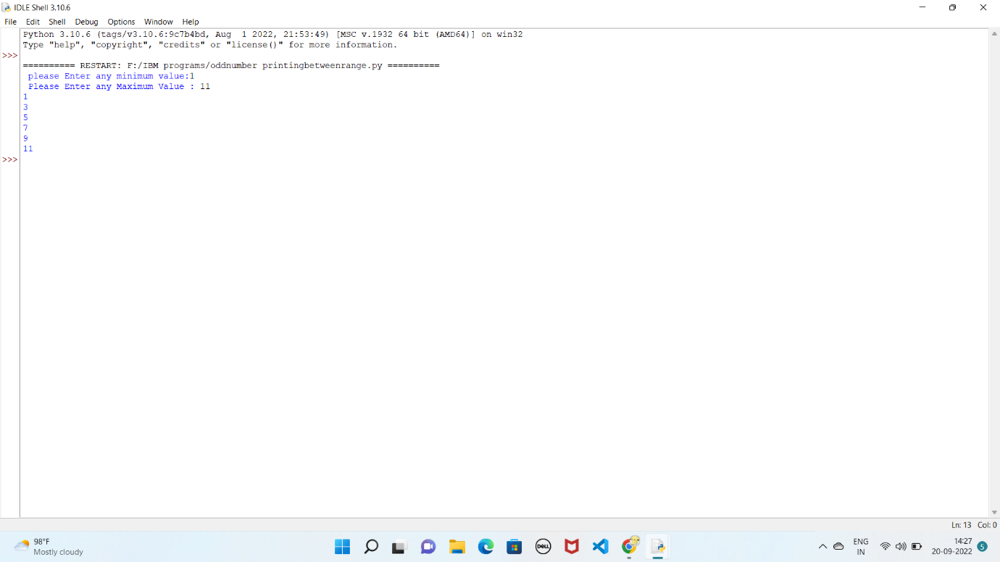 IDLE Shell 3.10.6
File Edit Shell Debug Options Window Help
Python 3.10.6 (tags/v3.10.6:9c7b4bd, Aug  1 2022, 21:53:49) [MSC v.1932 64 bit (AMD64)] on win32
Type "help", "copyright", "credits" or "license()" for more information.
>>>
========== RESTART: F:/IBM programs/oddnumber printingbetweenrange.py ==========
please Enter any minimum value:1
Please Enter any Maximum Value : 11
1
3
5
7
9
11
>>>
Ln: 13 Col: 0
98°F
Mostly cloudy
DELL
ENG
IN
14:27
20-09-2022
5